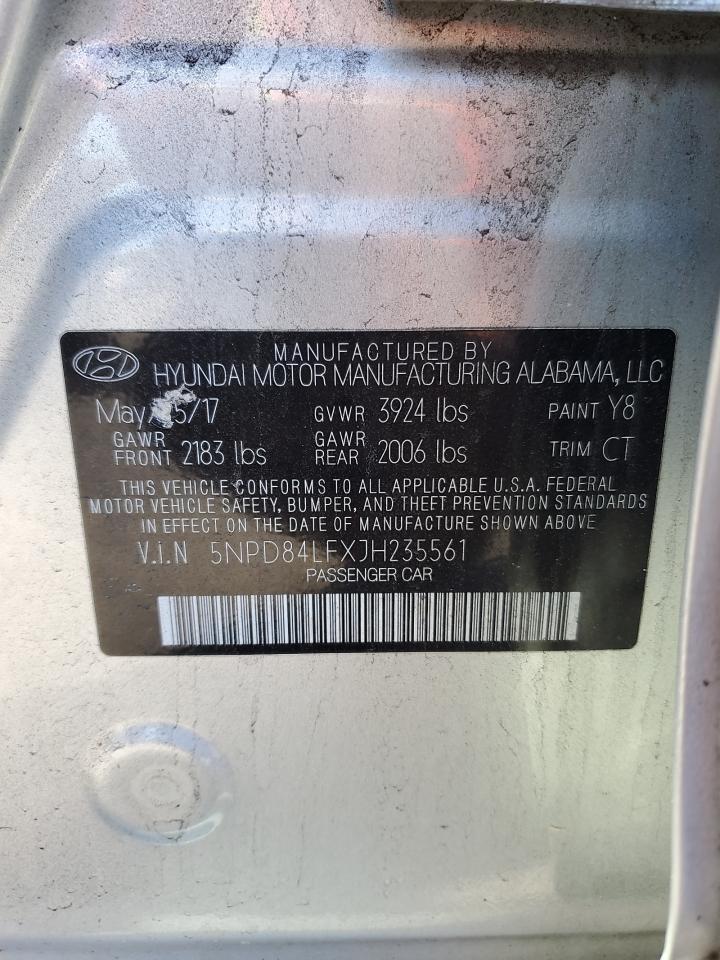 MANUFACTURED BY
HYUNDAI MOTOR MANUFACTURING ALABAMA, LLC
May/ 5/17 GVWR 3924 lbs PAINT Y8
GAWR FRONT 2183 lbs GAWR REAR 2006 lbs TRIM CT
THIS VEHICLE CONFORMS TO ALL APPLICABLE U.S.A. FEDERAL
MOTOR VEHICLE SAFETY, BUMPER, AND THEFT PREVENTION STANDARDS
IN EFFECT ON THE DATE OF MANUFACTURE SHOWN ABOVE
V.I.N 5NPD84LFXJH235561
PASSENGER CAR